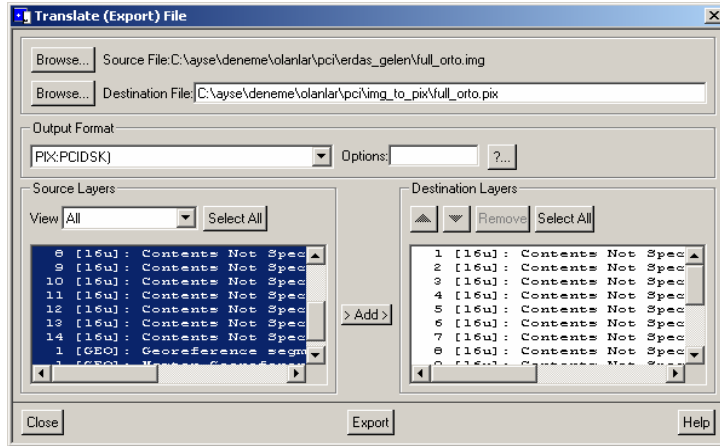 Translate (Export) File
Browse... Source File:C:\ayse\deneme\olanlar\pci\erdas_gelen\full_orto.img
Browse... Destination File: C:\ayse\deneme\olanlar\pci\img_to_pix\full_orto.pix
Output Format
PIX:PCIDSK) Options: ?...
Source Layers
View All Select All
8 [16u]: Contents Not Spec
9 [16u]: Contents Not Spec
10 [16u]: Contents Not Spec
11 [16u]: Contents Not Spec
12 [16u]: Contents Not Spec
13 [16u]: Contents Not Spec
14 [16u]: Contents Not Spec
1 [GEO]: Georeference segm
> Add >
Destination Layers
Remove Select All
1 [16u]: Contents Not Spec
2 [16u]: Contents Not Spec
3 [16u]: Contents Not Spec
4 [16u]: Contents Not Spec
5 [16u]: Contents Not Spec
6 [16u]: Contents Not Spec
7 [16u]: Contents Not Spec
8 [16u]: Contents Not Spec
Close Export Help